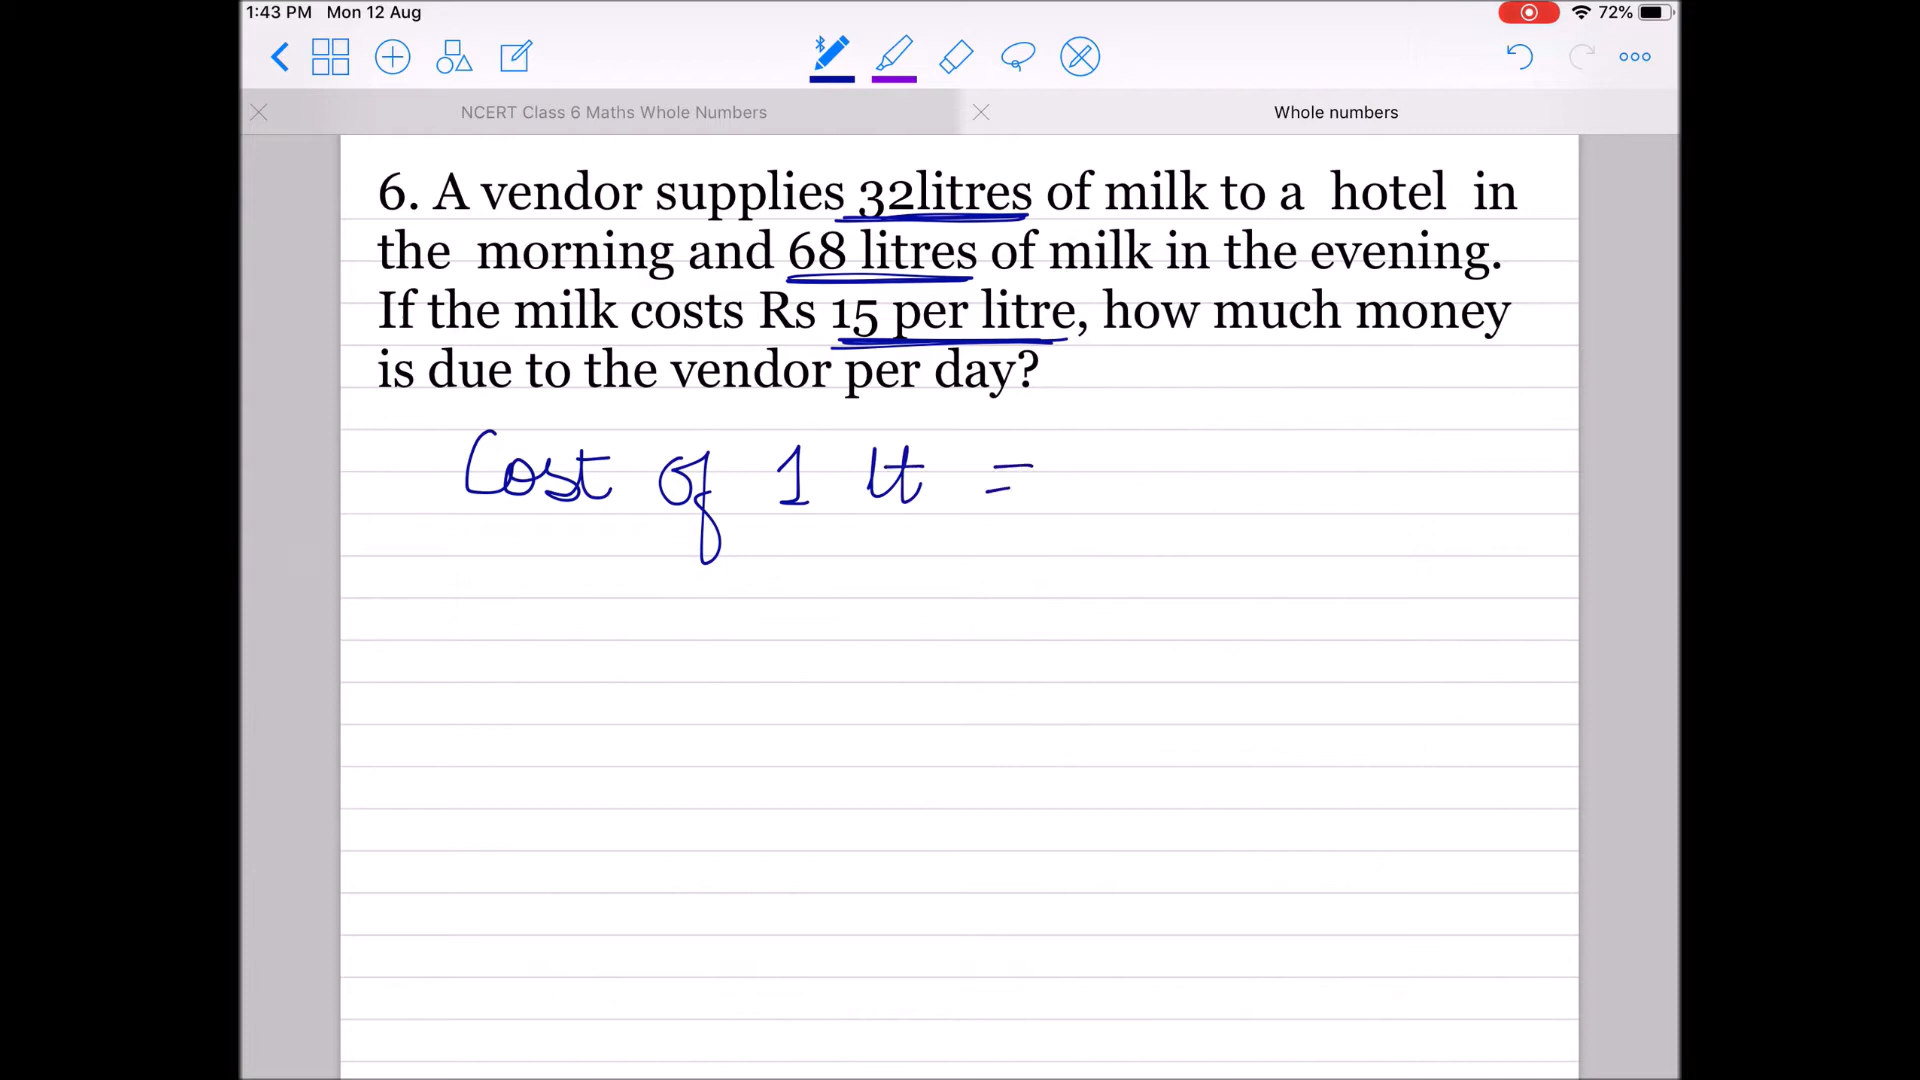 1:43 PM Mon 12 Aug 72%
NCERT Class 6 Maths Whole Numbers Whole numbers
6. A vendor supplies 32litres of milk to a hotel in
the morning and 68 litres of milk in the evening.
If the milk costs Rs 15 per litre, how much money
is due to the vendor per day?
Cost of 1 lt =